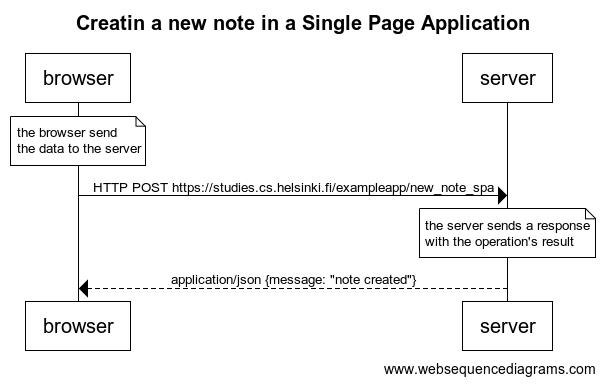 Creatin a new note in a Single Page Application
browser
server
the browser send
the data to the server
HTTP POST https://studies.cs.helsinki.fi/exampleapp/new_note_spa
the server sends a response
with the operation's result
application/json {message: "note created"}
browser
server
www.websequencediagrams.com